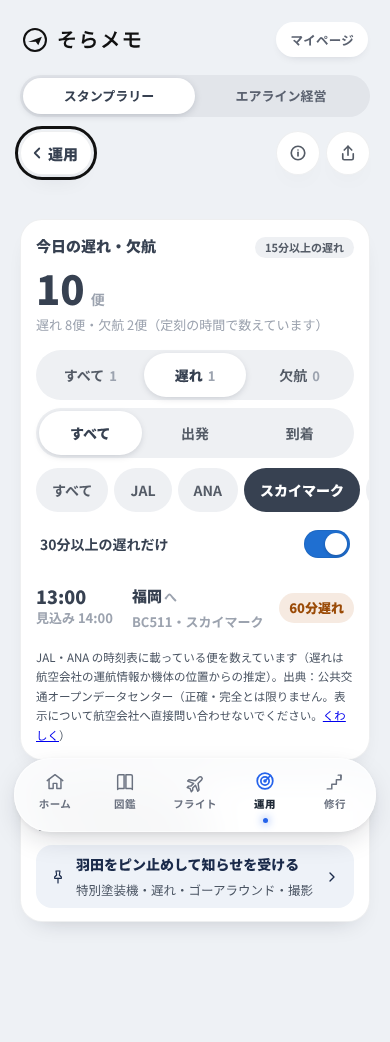 そらメモ
マイページ
スタンプラリー
エアライン経営
運用
今日の遅れ・欠航
15分以上の遅れ
10 便
遅れ 8便・欠航 2便（定刻の時間で数えています）
すべて 1
遅れ 1
欠航 0
すべて
出発
到着
すべて
JAL
ANA
スカイマーク
30分以上の遅れだけ
13:00
福岡へ
見込み 14:00
BC511・スカイマーク
60分遅れ
JAL・ANA の時刻表に載っている便を数えています（遅れは
航空会社の運航情報か機体の位置からの推定）。出典：公共交
通オープンデータセンター（正確・完全とは限りません。表
示について航空会社へ直接問い合わせないでください。くわ
しく）
ホーム
図鑑
フライト
運用
修行
羽田をピン止めして知らせを受ける
特別塗装機・遅れ・ゴーアラウンド・撮影